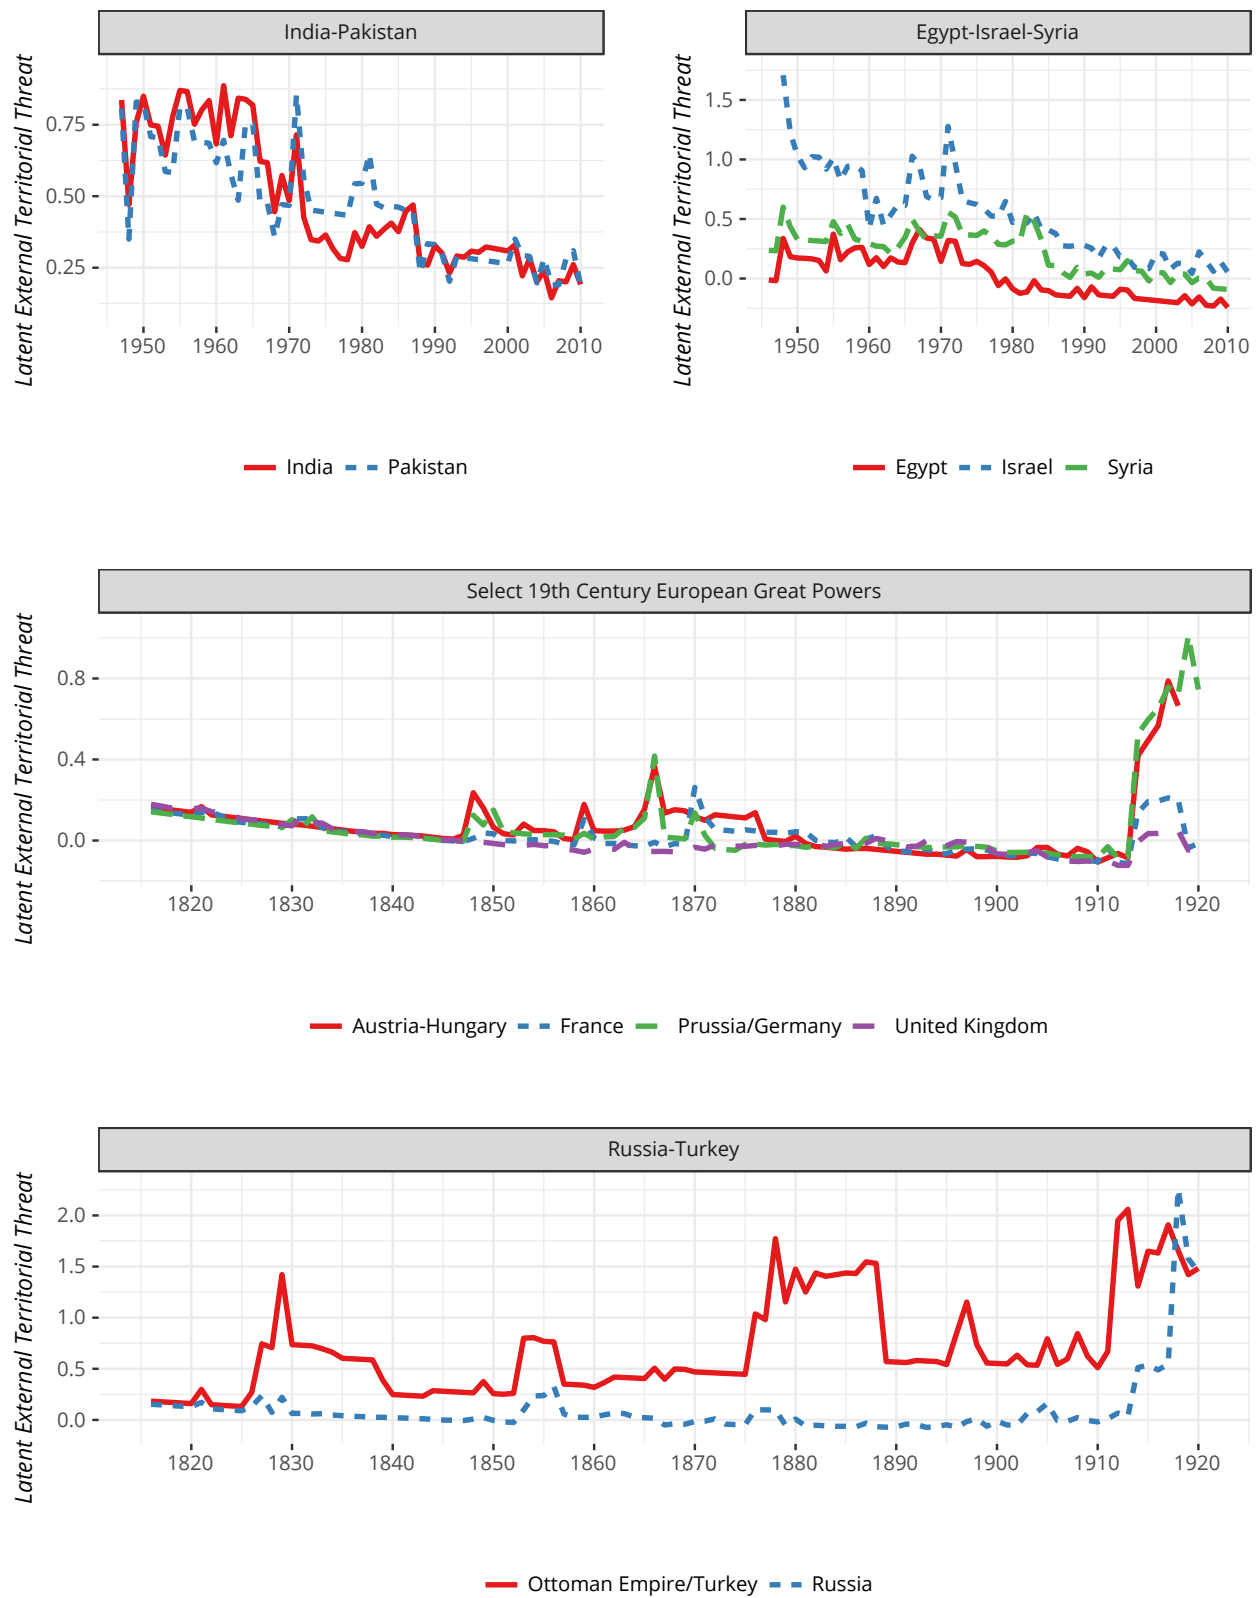 India-Pakistan
Latent External Territorial Threat
0.75
0.50
0.25
1950 1960 1970 1980 1990 2000 2010
India Pakistan
Egypt-Israel-Syria
Latent External Territorial Threat
1.5
1.0
0.5
0.0
1950 1960 1970 1980 1990 2000 2010
Egypt Israel Syria
Select 19th Century European Great Powers
Latent External Territorial Threat
0.8
0.4
0.0
1820 1830 1840 1850 1860 1870 1880 1890 1900 1910 1920
Austria-Hungary France Prussia/Germany United Kingdom
Russia-Turkey
Latent External Territorial Threat
2.0
1.5
1.0
0.5
0.0
1820 1830 1840 1850 1860 1870 1880 1890 1900 1910 1920
Ottoman Empire/Turkey Russia